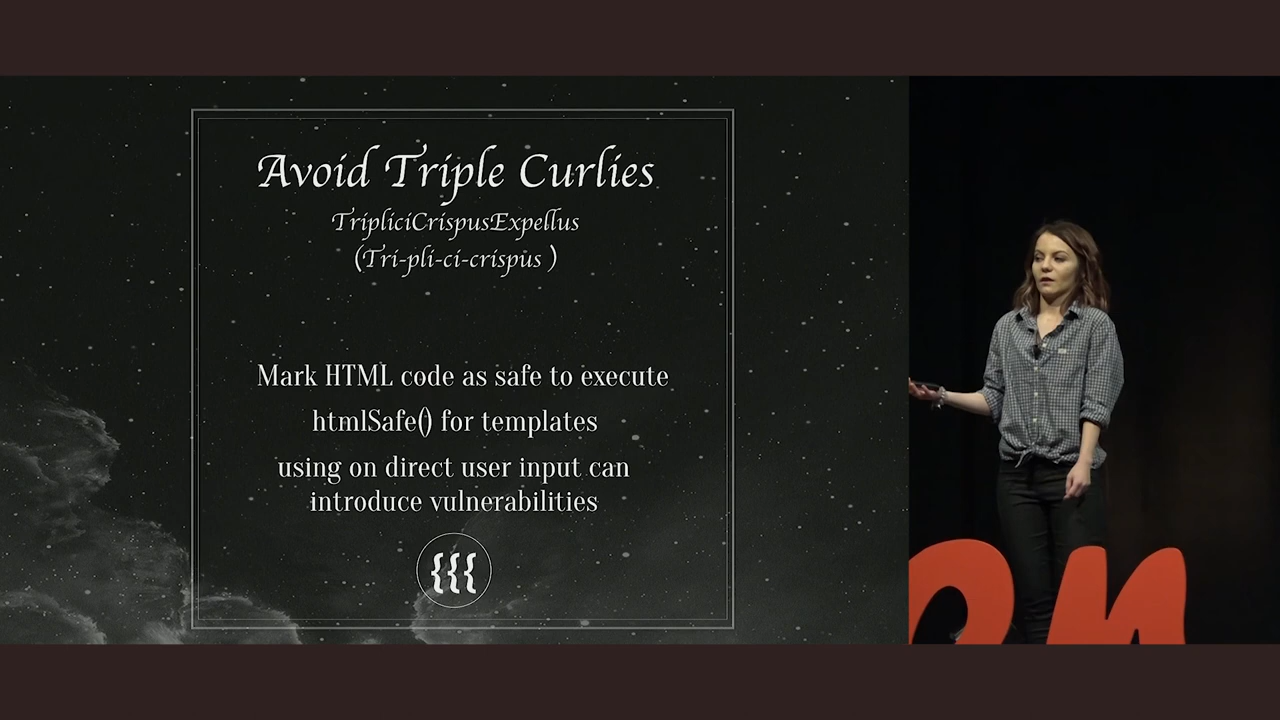 Avoid Triple Curlies
TripliciCrispusExpellus
(Tri-pli-ci-crispus )
Mark HTML code as safe to execute
htmlSafe() for templates
using on direct user input can
introduce vulnerabilities
{{{